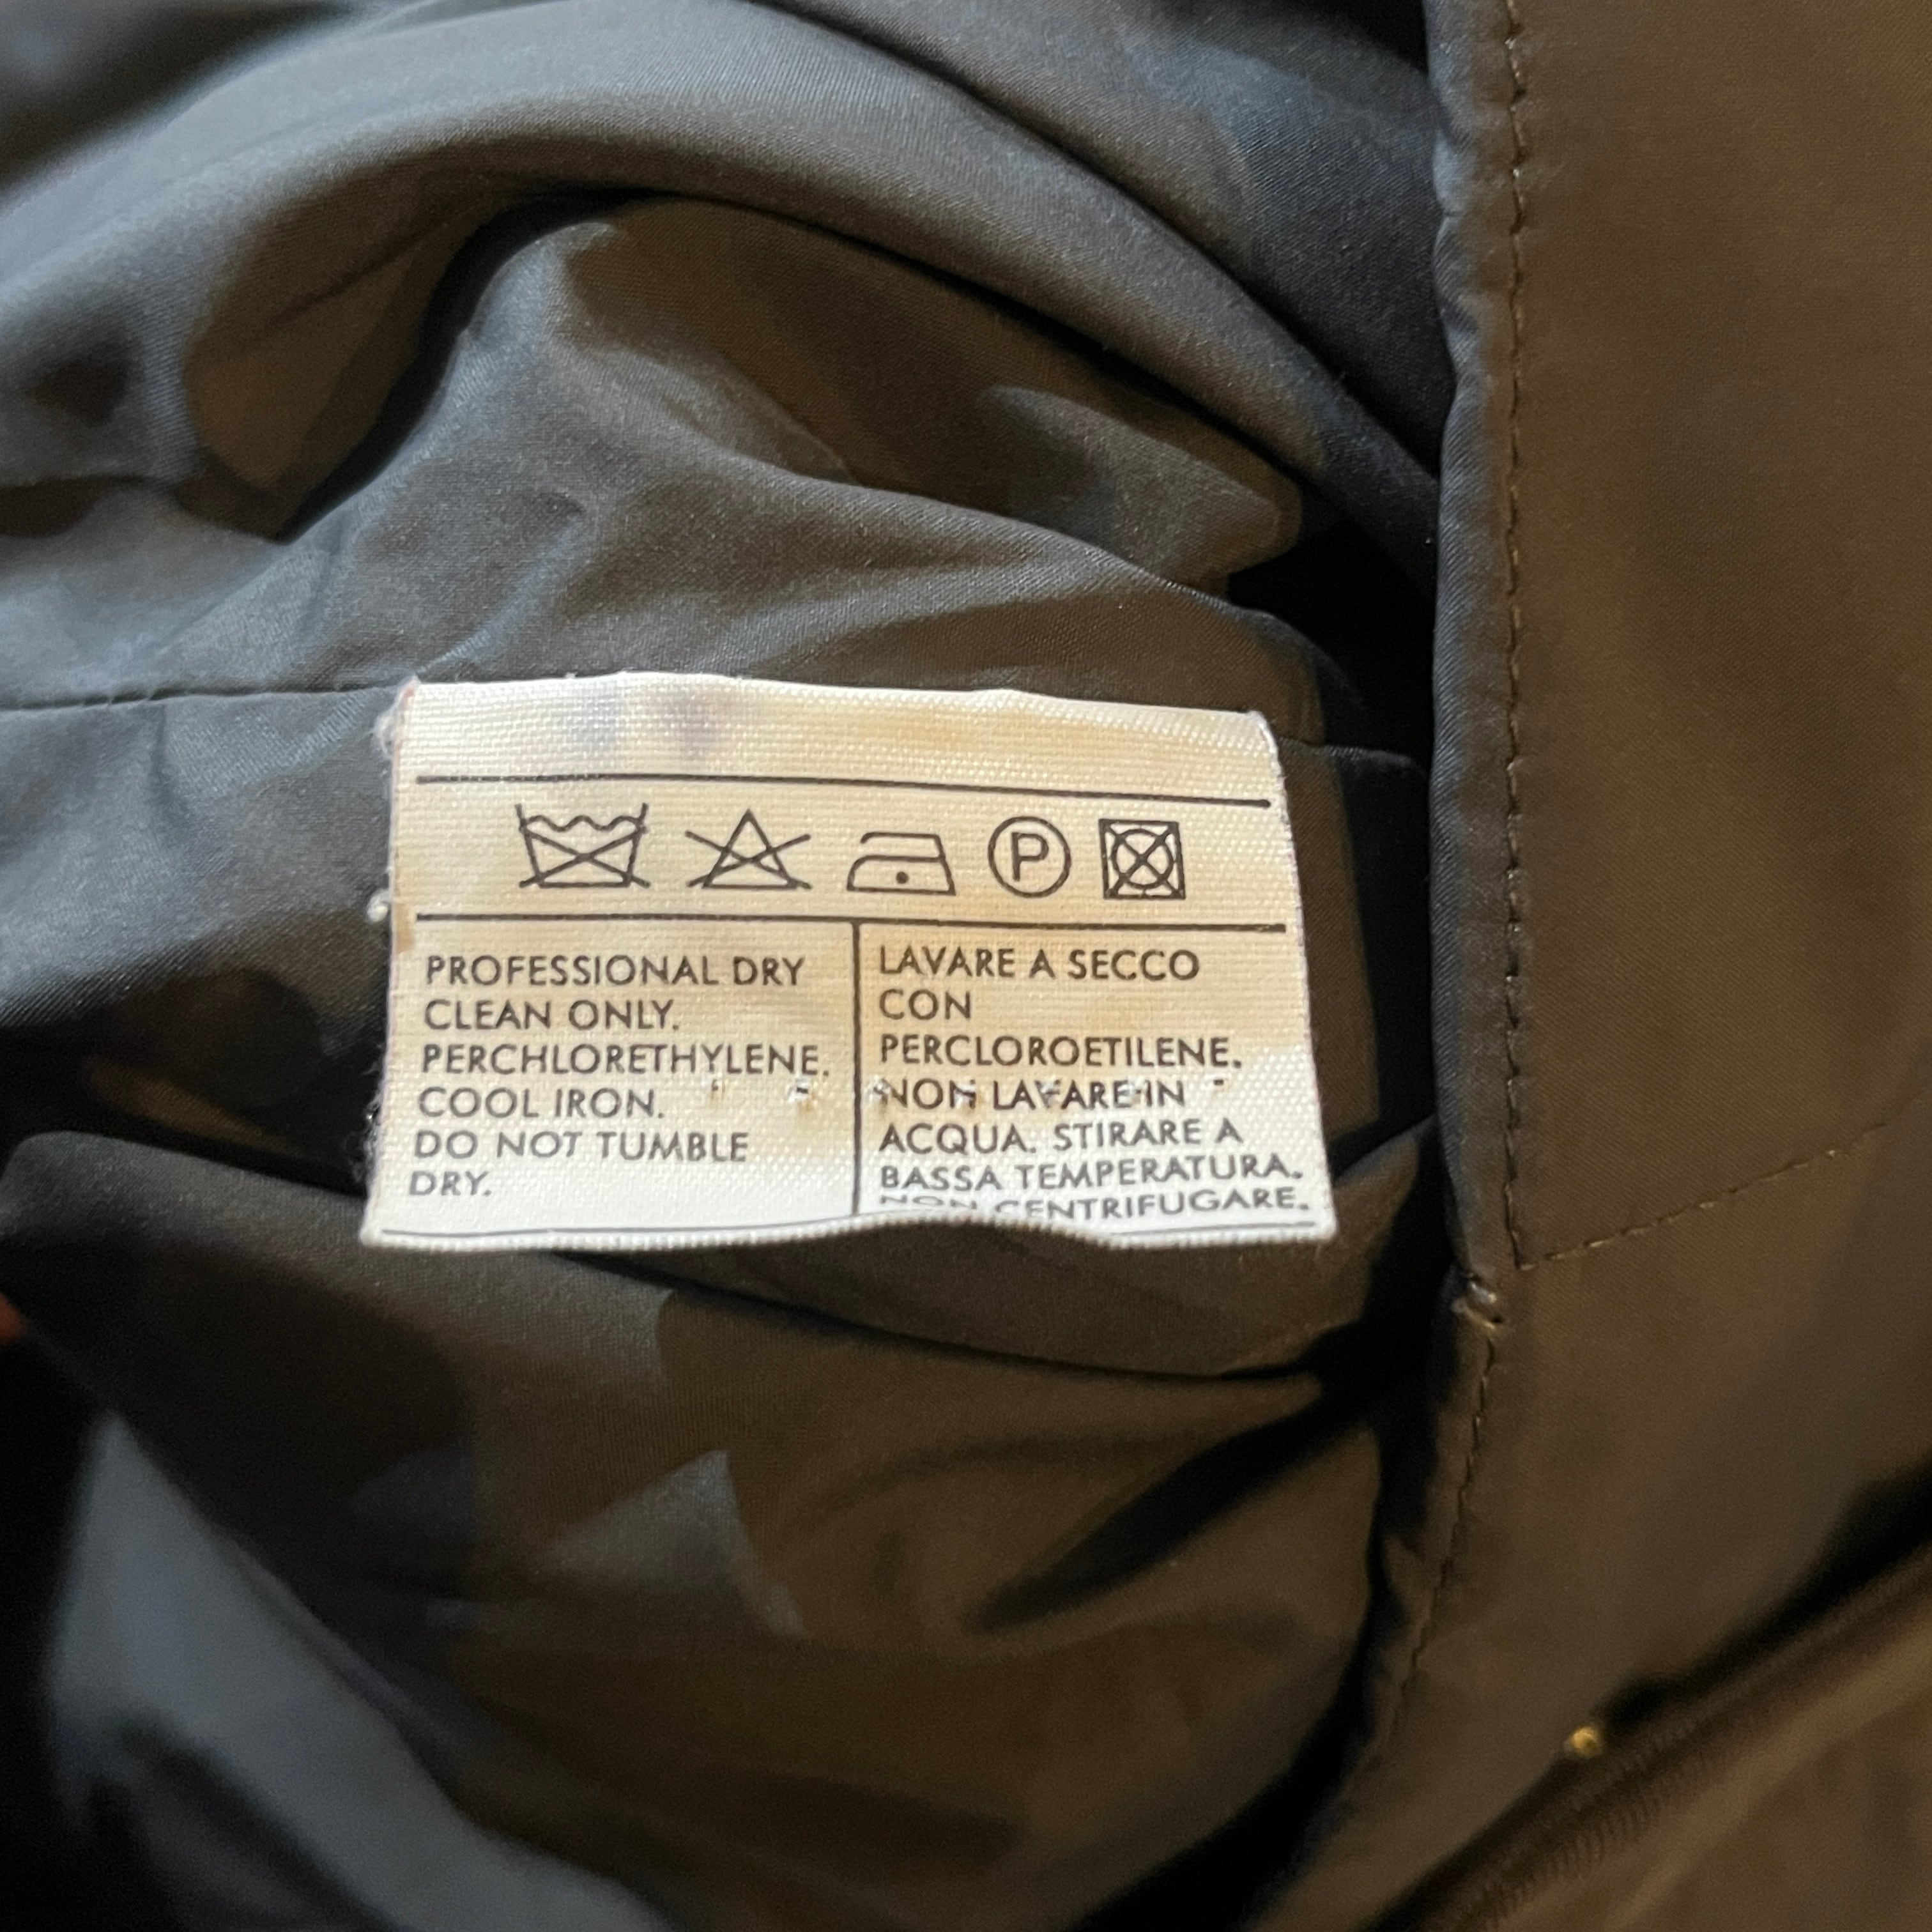 P
PROFESSIONAL DRY
CLEAN ONLY.
PERCHLORETHYLENE.
COOL IRON.
DO NOT TUMBLE
DRY.
LAVARE A SECCO
CON
PERCLOROETILENE.
NON LAVARE IN
ACQUA. STIRARE A
BASSA TEMPERATURA.
NON CENTRIFUGARE.